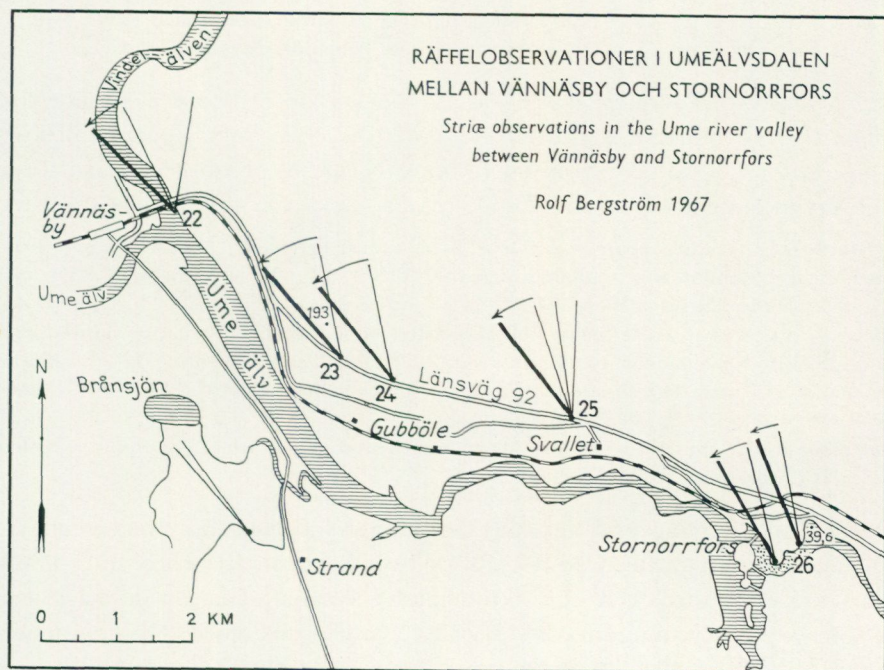 RÄFFELOBSERVATIONER I UMEÄLVSDALEN
MELLAN VÄNNÄSBY OCH STORNORRFORS
Striæ observations in the Ume river valley
between Vännäsby and Stornorrfors
Rolf Bergström 1967
Vindel älven
Vännäs-
by
22
Ume älv
Ume älv
193
23
24
Länsväg 92
25
N
Brånsjön
Gubböle
Svallet
Stornorrfors
39,6
26
Strand
0 1 2 KM